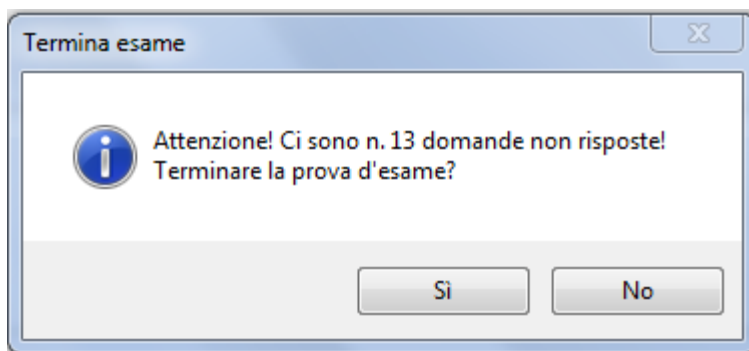 Termina esame
Attenzione! Ci sono n. 13 domande non risposte!
Terminare la prova d'esame?
Sì
No